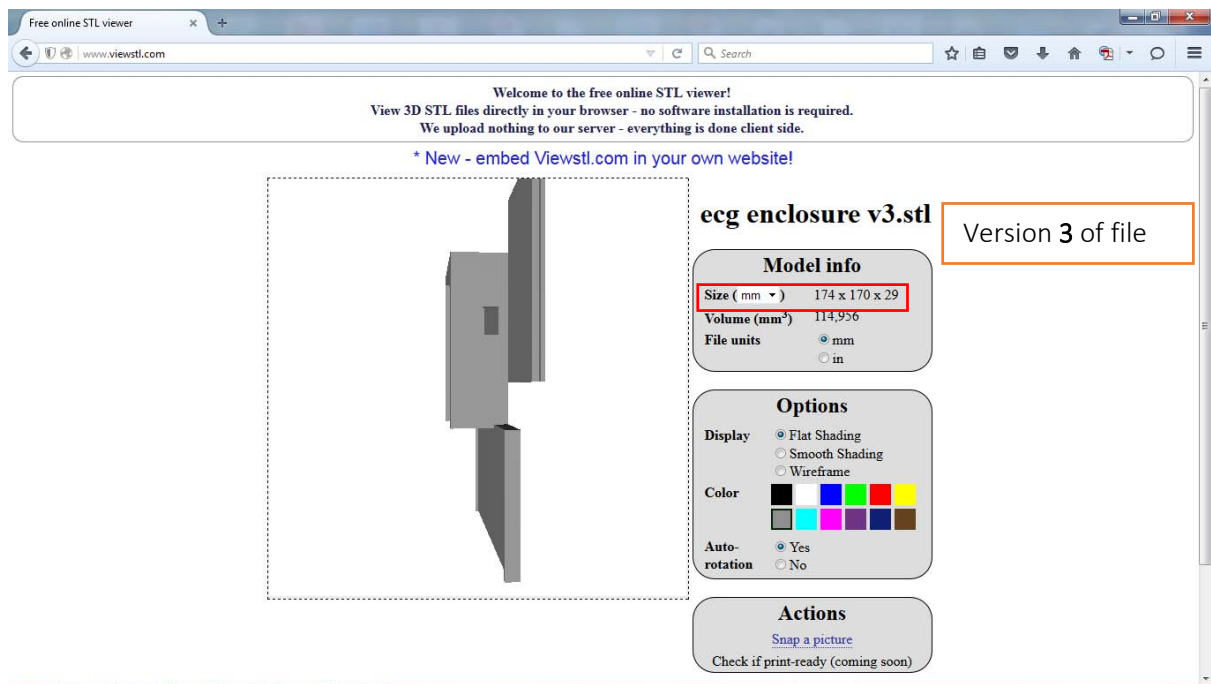 Free online STL viewer
www.viewstl.com
Search
Welcome to the free online STL viewer!
View 3D STL files directly in your browser - no software installation is required.
We upload nothing to our server - everything is done client side.
* New - embed Viewstl.com in your own website!
ecg enclosure v3.stl
Version 3 of file
Model info
Size ( mm ) 174 x 170 x 29
Volume (mm³) 114,956
File units mm
in
Options
Display Flat Shading
Smooth Shading
Wireframe
Color
Auto-rotation Yes
No
Actions
Snap a picture
Check if print-ready (coming soon)